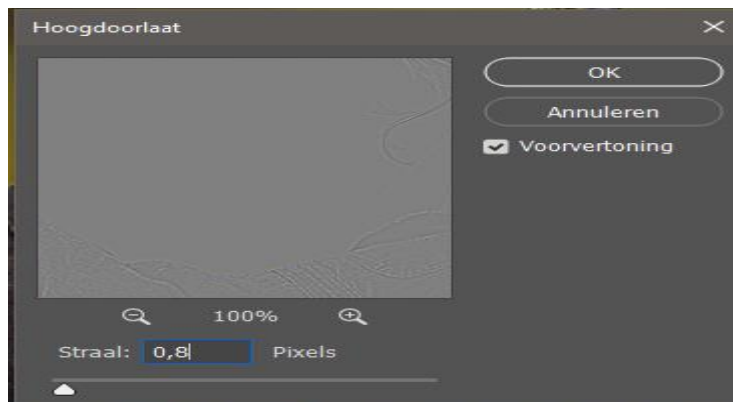 Hoogdoorlaat
OK
Annuleren
Voorvertoning
100%
Straal: 0,8 Pixels